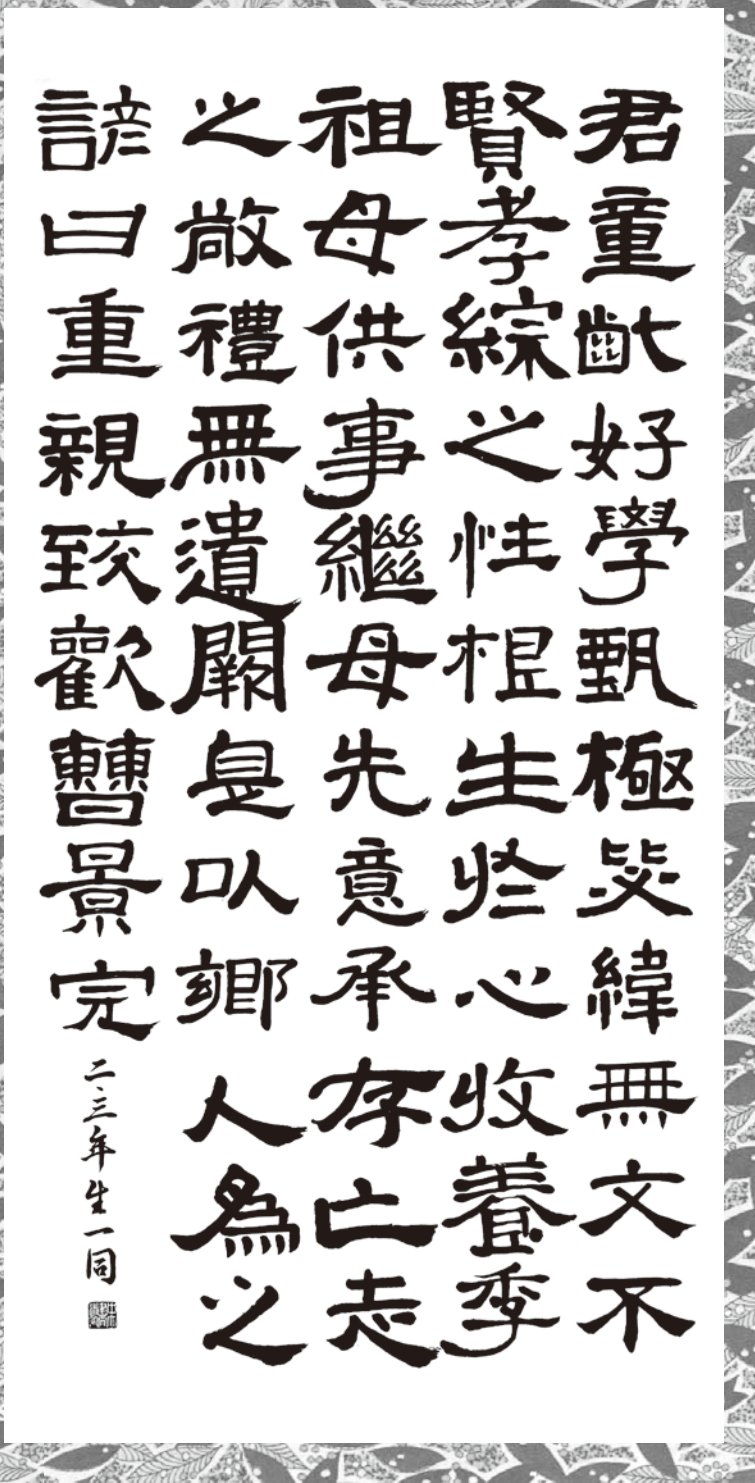 君童齔好學甄極毖緯無文不
賢孝綜之性根生於心收養季
祖母供事繼母先意承志存亡
之敬禮無遺闕是以鄉人為之
諺曰重親致歡曹景完
二三年生一同